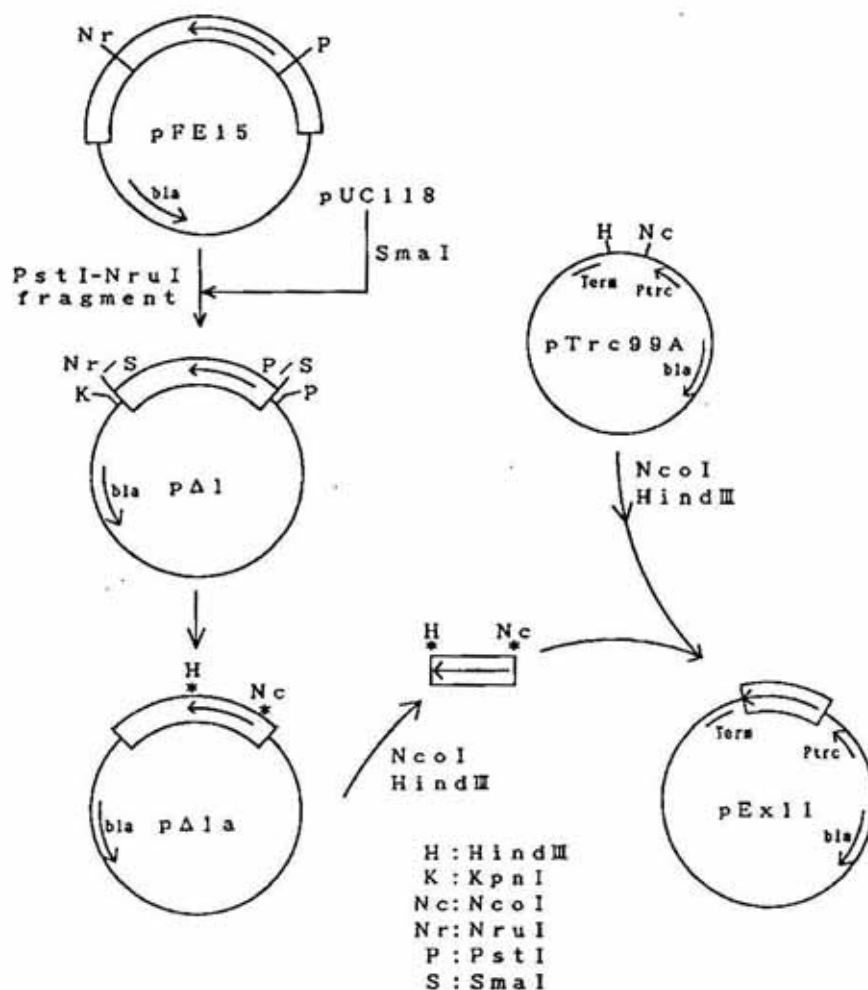 Nr
P
pFE15
bla
pUC118
SmaI
PstI-NruI
fragment
H
Nc
Term
Ptrc
pTrc99A
bla
Nr/S
P/S
K
P
bla
pΔ1
NcoI
HindⅢ
H
*
Nc
*
bla
pΔ1a
NcoI
HindⅢ
H
*
Nc
*
Term
Ptrc
pEx11
bla
H:HindⅢ
K:KpnI
Nc:NcoI
Nr:NruI
P:PstI
S:SmaI